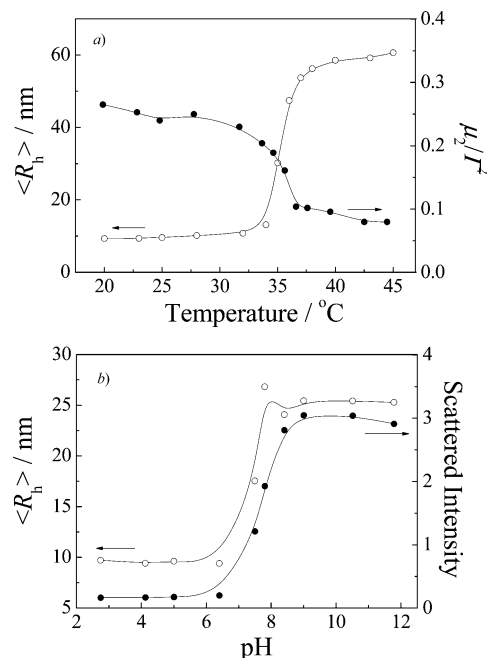 a)
0.4
60
0.3
40
0.2
20
0.1
0
0.0
20 25 30 35 40 45
<R_h> / nm
μ₂/Γ²
Temperature / °C
b)
30
4
25
3
20
2
15
1
10
5
0
2 4 6 8 10 12
<R_h> / nm
Scattered Intensity
pH